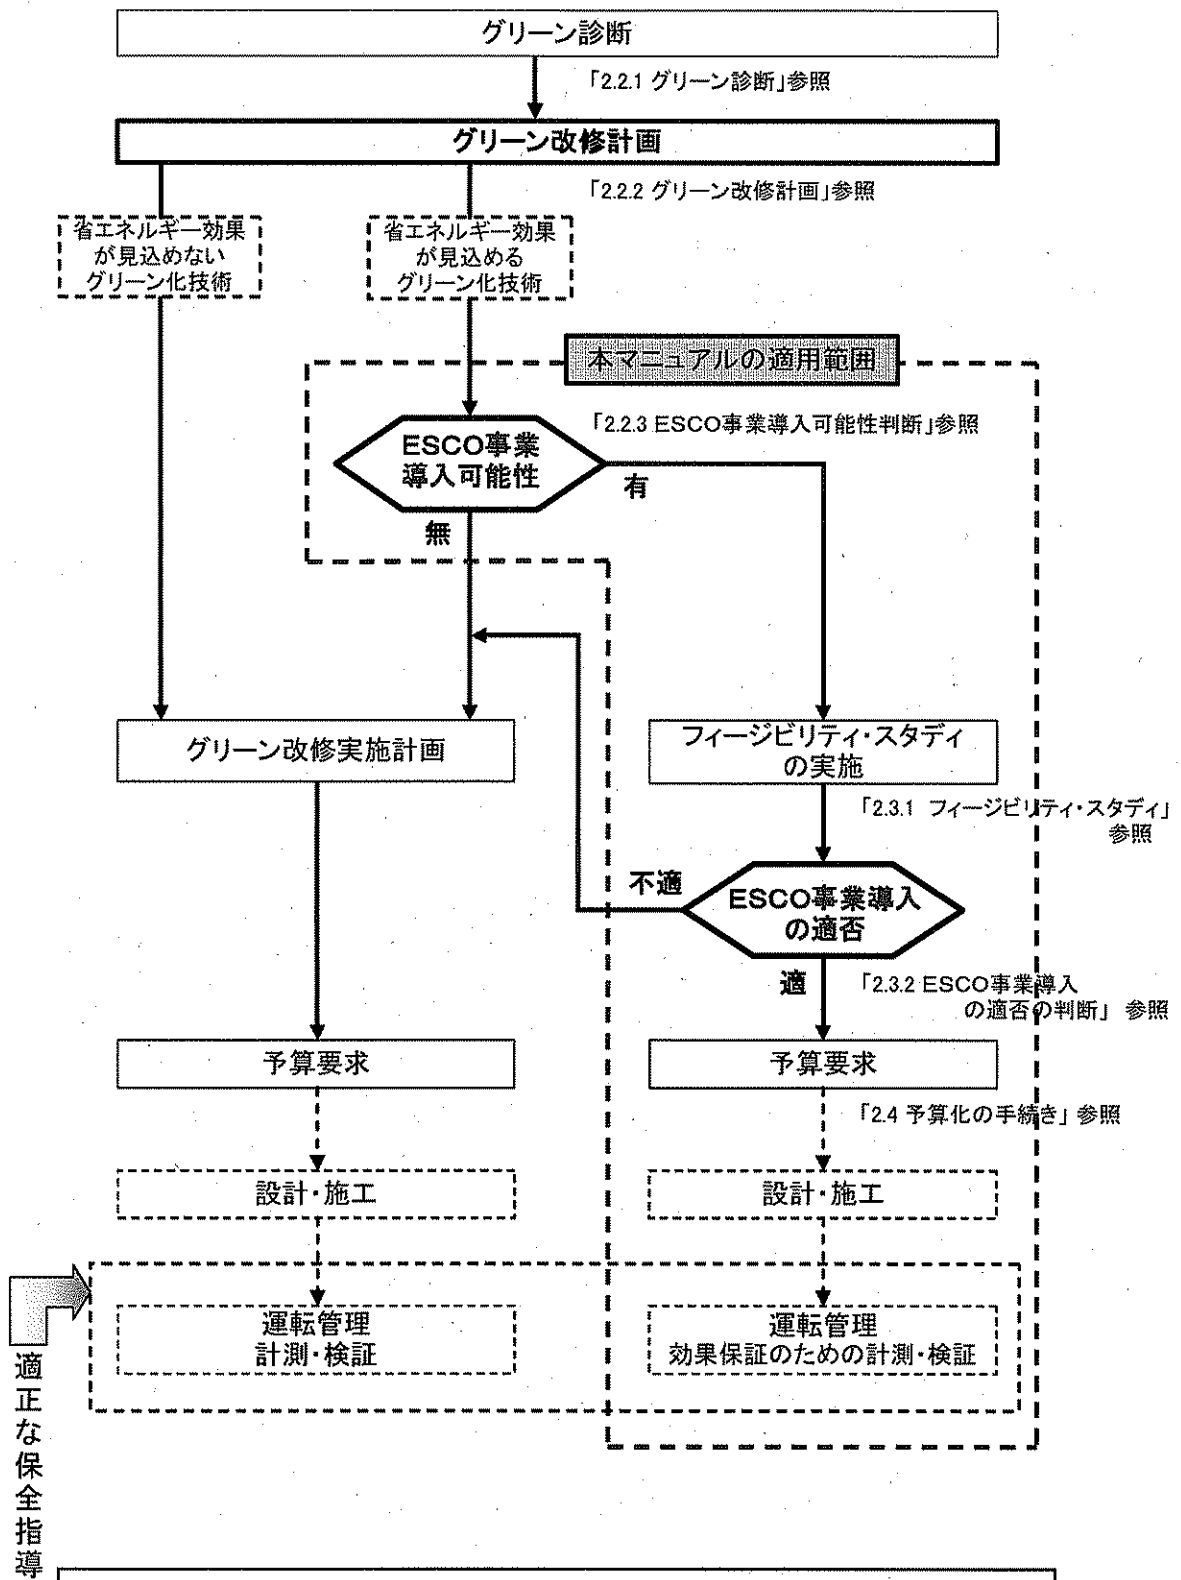 グリーン診断
「2.2.1 グリーン診断」参照
グリーン改修計画
「2.2.2 グリーン改修計画」参照
省エネルギー効果
が見込めない
グリーン化技術
省エネルギー効果
が見込める
グリーン化技術
本マニュアルの適用範囲
「2.2.3 ESCO事業導入可能性判断」参照
ESCO事業
導入可能性
有
無
グリーン改修実施計画
フィージビリティ・スタディ
の実施
「2.3.1 フィージビリティ・スタディ」
参照
不適
ESCO事業導入
の適否
適
「2.3.2 ESCO事業導入
の適否の判断」 参照
予算要求
予算要求
「2.4 予算化の手続き」 参照
設計・施工
設計・施工
運転管理
計測・検証
運転管理
効果保証のための計測・検証
適正な保全指導